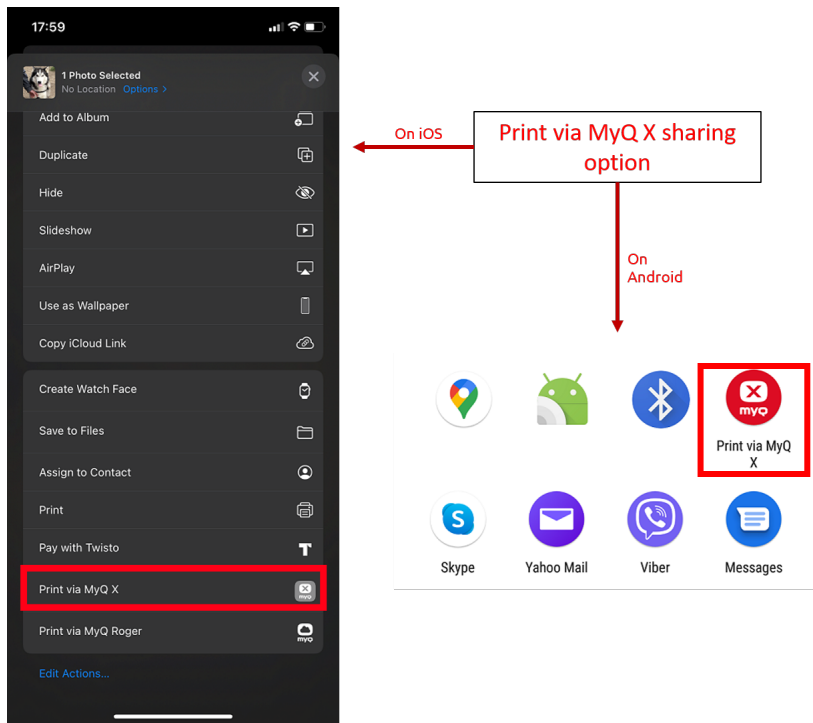 17:59
1 Photo Selected
No Location Options >
Add to Album
Duplicate
Hide
Slideshow
AirPlay
Use as Wallpaper
Copy iCloud Link
Create Watch Face
Save to Files
Assign to Contact
Print
Pay with Twisto
Print via MyQ X
myQ
Print via MyQ Roger
myQ
Edit Actions...
On iOS
Print via MyQ X sharing
option
On
Android
myQ
Print via MyQ
X
Skype
Yahoo Mail
Viber
Messages